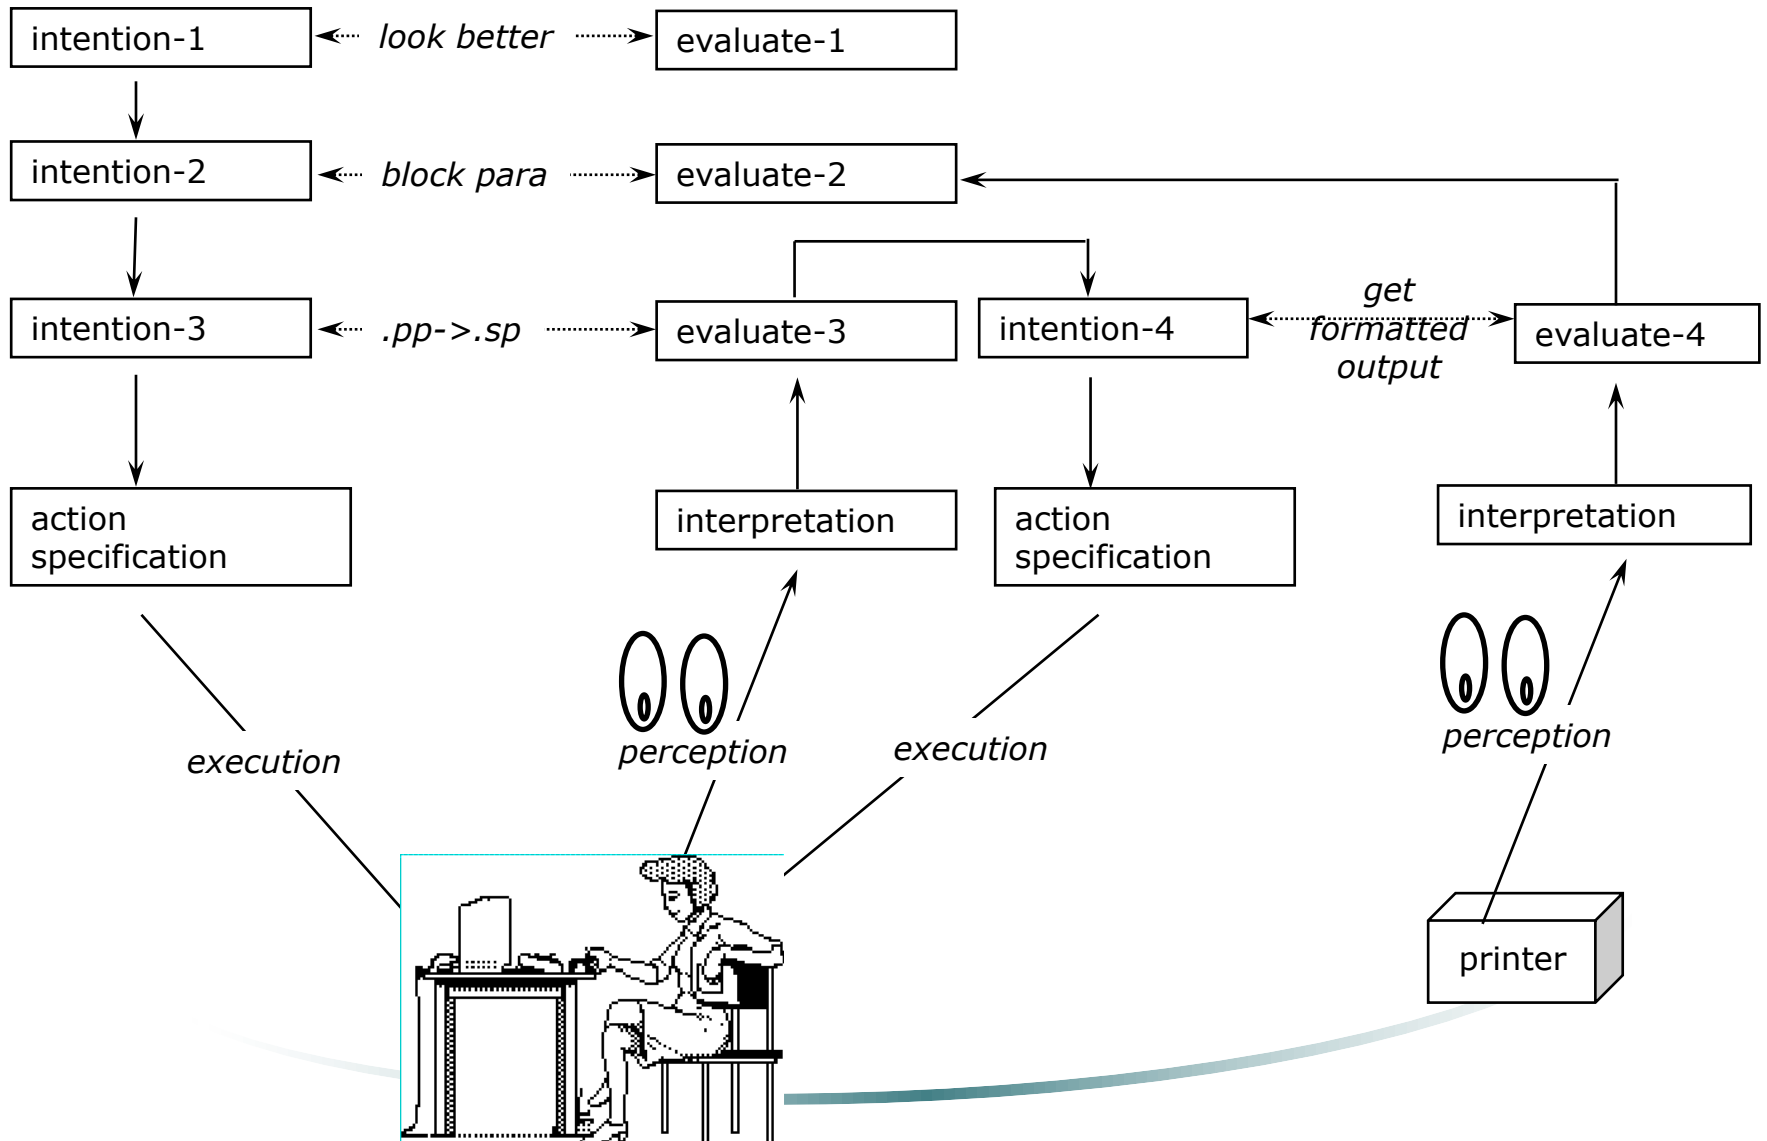 intention-1
look better
evaluate-1
intention-2
block para
evaluate-2
intention-3
.pp->.sp
evaluate-3
intention-4
get
formatted
output
evaluate-4
action
specification
interpretation
action
specification
interpretation
execution
perception
execution
perception
printer